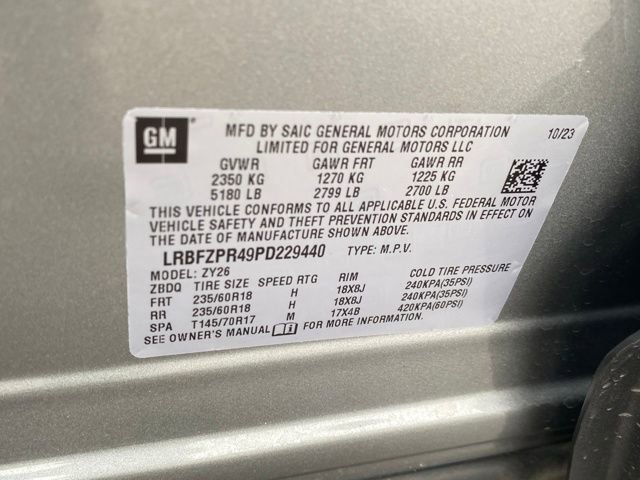 GM
MFD BY SAIC GENERAL MOTORS CORPORATION 10/23
LIMITED FOR GENERAL MOTORS LLC
GVWR GAWR FRT GAWR RR
2350 KG 1270 KG 1225 KG
5180 LB 2799 LB 2700 LB
THIS VEHICLE CONFORMS TO ALL APPLICABLE U.S. FEDERAL MOTOR
VEHICLE SAFETY AND THEFT PREVENTION STANDARDS IN EFFECT ON
THE DATE OF MANUFACTURE SHOWN ABOVE.
LRBFZPR49PD229440 TYPE: M.P.V.
MODEL: ZY26
ZBDQ TIRE SIZE SPEED RTG RIM COLD TIRE PRESSURE
FRT 235/60R18 H 18X8J 240KPA(35PSI)
RR 235/60R18 H 18X8J 240KPA(35PSI)
SPA T145/70R17 M 17X4B 420KPA(60PSI)
SEE OWNER'S MANUAL FOR MORE INFORMATION.